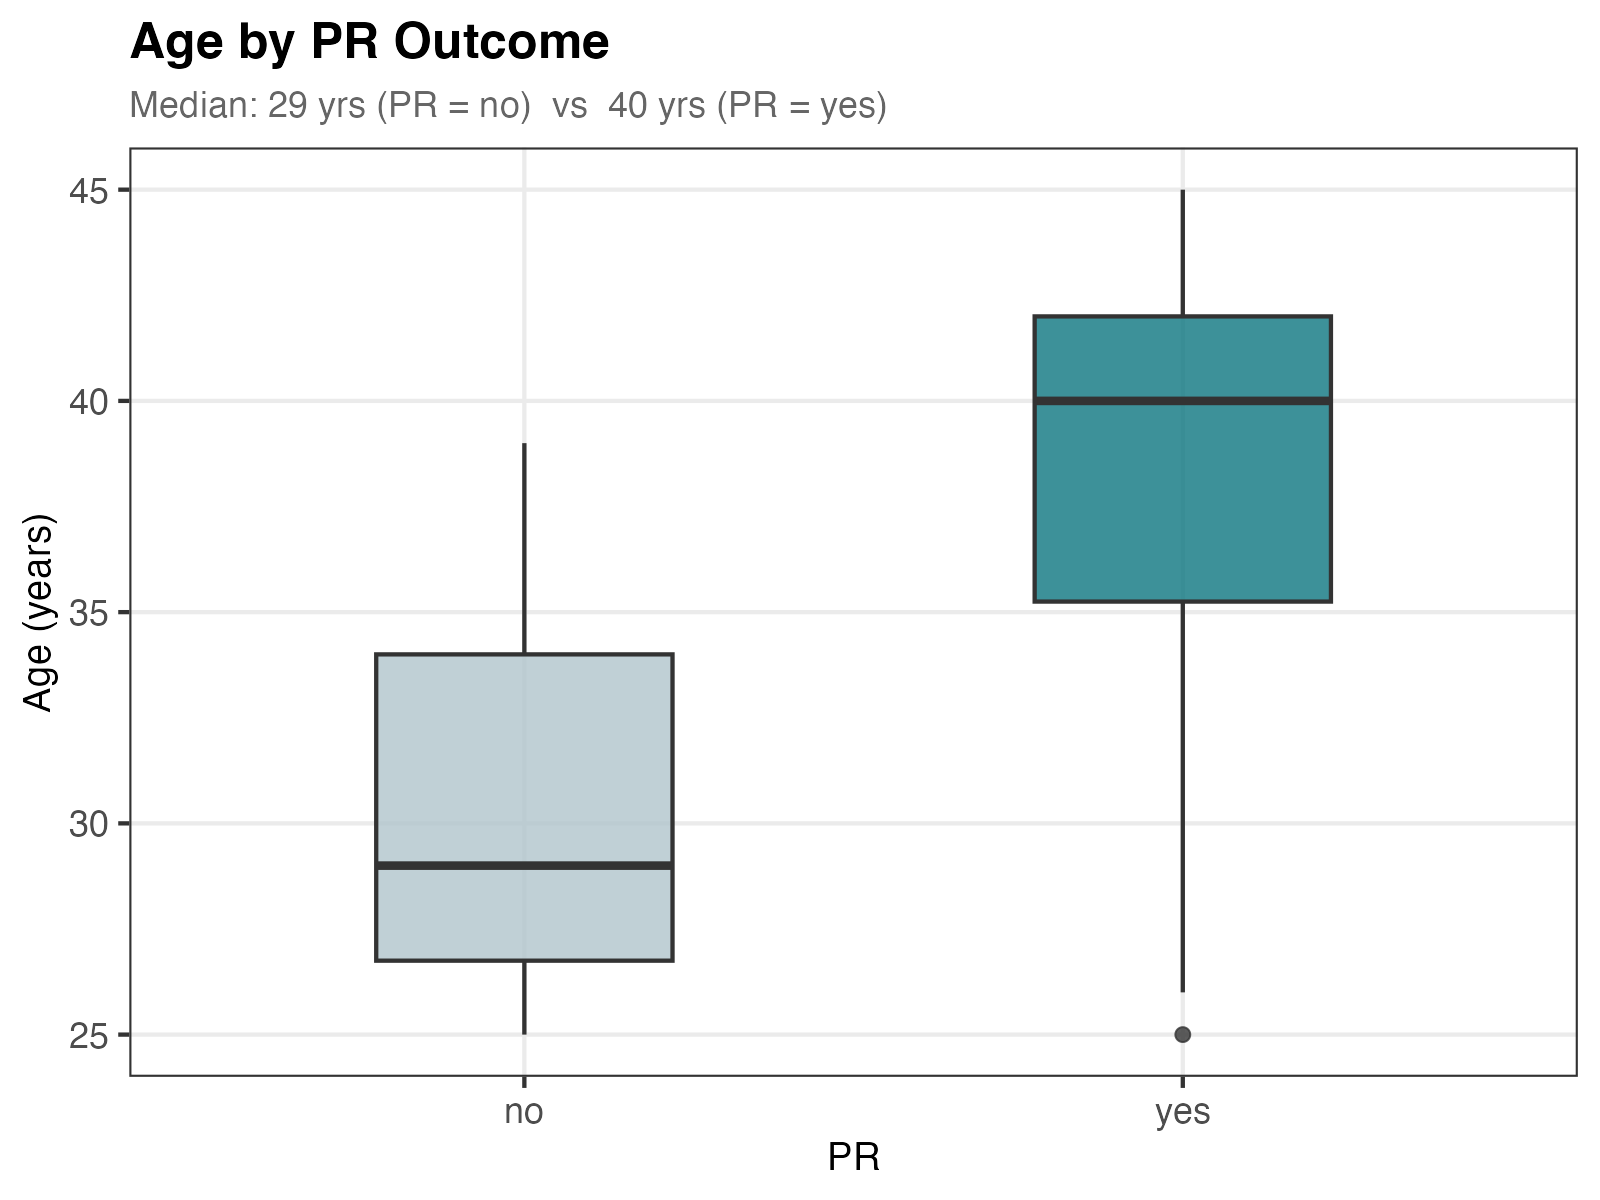 Age by PR Outcome
Median: 29 yrs (PR = no)  vs  40 yrs (PR = yes)
Age (years)
45
40
35
30
25
no
yes
PR